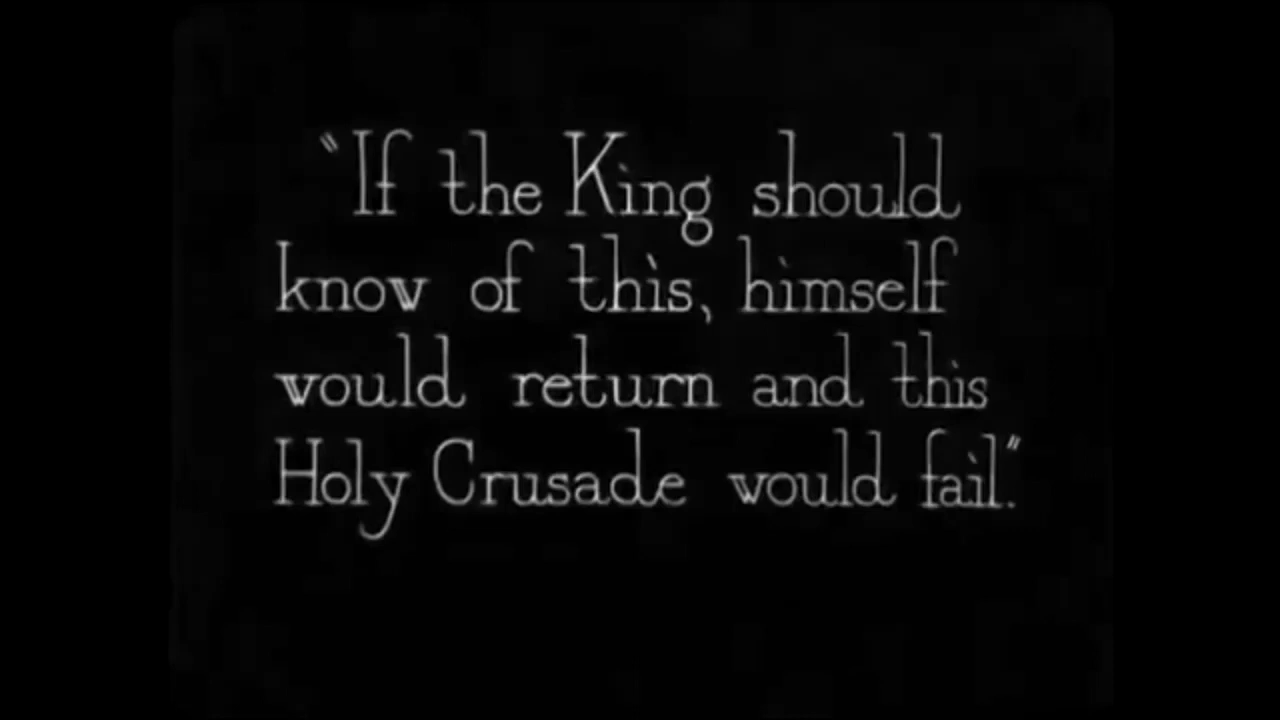 "If the King should
know of this, himself
would return and this
Holy Crusade would fail."